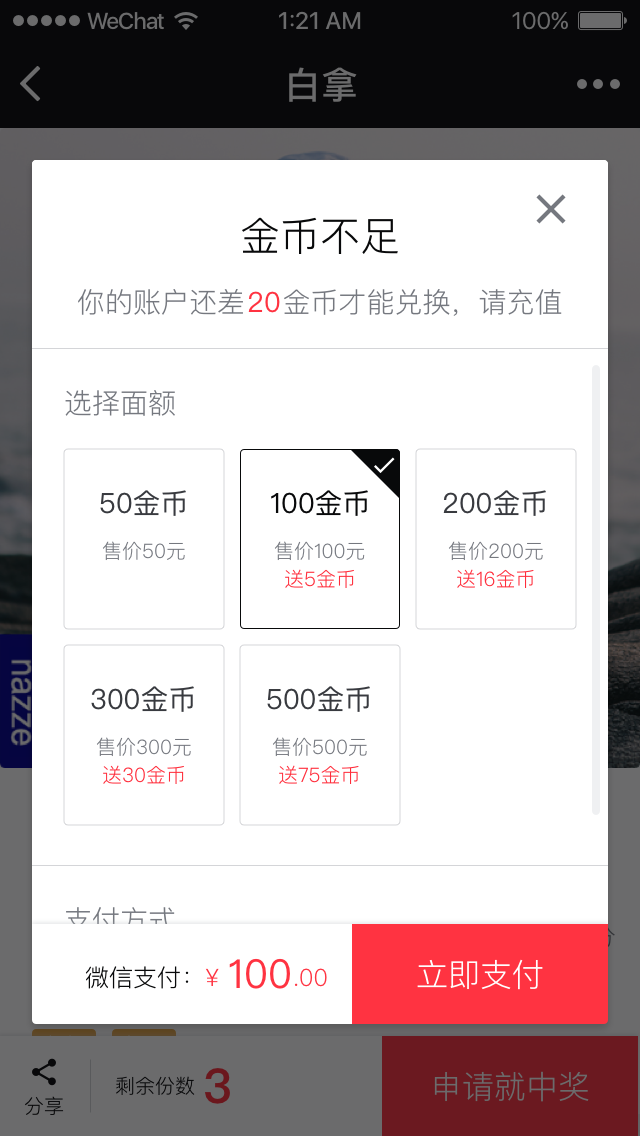 WeChat 1:21 AM 100%
白拿
金币不足
你的账户还差20金币才能兑换，请充值
选择面额
50金币
售价50元
100金币
售价100元
送5金币
200金币
售价200元
送16金币
300金币
售价300元
送30金币
500金币
售价500元
送75金币
nazze
支付方式
微信支付：￥100.00
立即支付
分享
剩余份数 3
申请就中奖